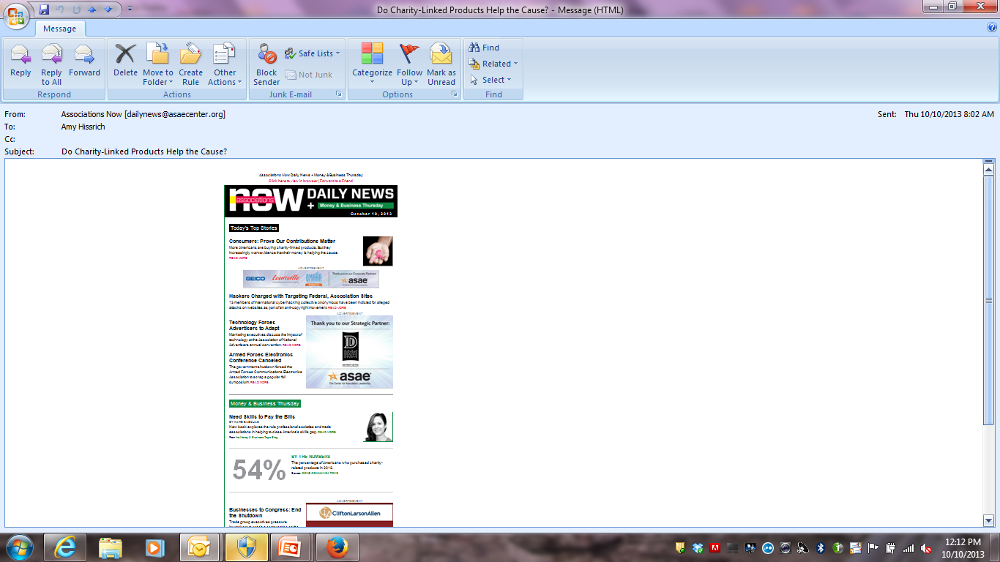 Do Charity-Linked Products Help the Cause? - Message (HTML)
Message
Reply
Reply to All
Forward
Delete
Move to Folder
Create Rule
Other Actions
Block Sender
Safe Lists
Not Junk
Categorize
Follow Up
Mark as Unread
Find
Related
Select
Respond
Actions
Junk E-mail
Options
Find
From: Associations Now [dailynews@asaecenter.org]
Sent: Thu 10/10/2013 8:02 AM
To: Amy Hissrich
Cc:
Subject: Do Charity-Linked Products Help the Cause?
Associations Now Daily News + Money & Business Thursday
Click here to view in browser | Forward to a Friend
associations now DAILY NEWS
+ Money & Business Thursday
October 10, 2013
Today's Top Stories
Consumers: Prove Our Contributions Matter
More Americans are buying charity-linked products. But they
increasingly want evidence that their money is helping the cause.
READ MORE
ADVERTISEMENT
GEICO Louisville OMAHA Thank you to our Corporate Partners
asae
The Center for Association Leadership
Hackers Charged with Targeting Federal, Association Sites
13 members of international cyberhacking collective Anonymous have been indicted for alleged
attacks on websites as part of an anti-copyright movement. READ MORE
ADVERTISEMENT
Technology Forces
Advertisers to Adapt
Marketing executives discuss the impact of
technology at the Association of National
Advertisers annual convention. READ MORE
Armed Forces Electronics
Conference Canceled
The government shutdown forced the
Armed Forces Communications Electronics
Association to scrap a popular fall
symposium. READ MORE
Thank you to our Strategic Partner:
D
asae
The Center for Association Leadership
Money & Business Thursday
Need Skills to Pay the Bills
BY KATIE BASCUAS
New book explores the role professional societies and trade
associations in helping to close America's skills gap. READ MORE
From the Money & Business Topic Blog
54%
BY THE NUMBERS
The percentage of Americans who purchased charity-
related products in 2013.
Source: CONE COMMUNICATIONS
ADVERTISEMENT
Businesses to Congress: End
the Shutdown
Trade group executives pressure
CliftonLarsonAllen
12:12 PM
10/10/2013